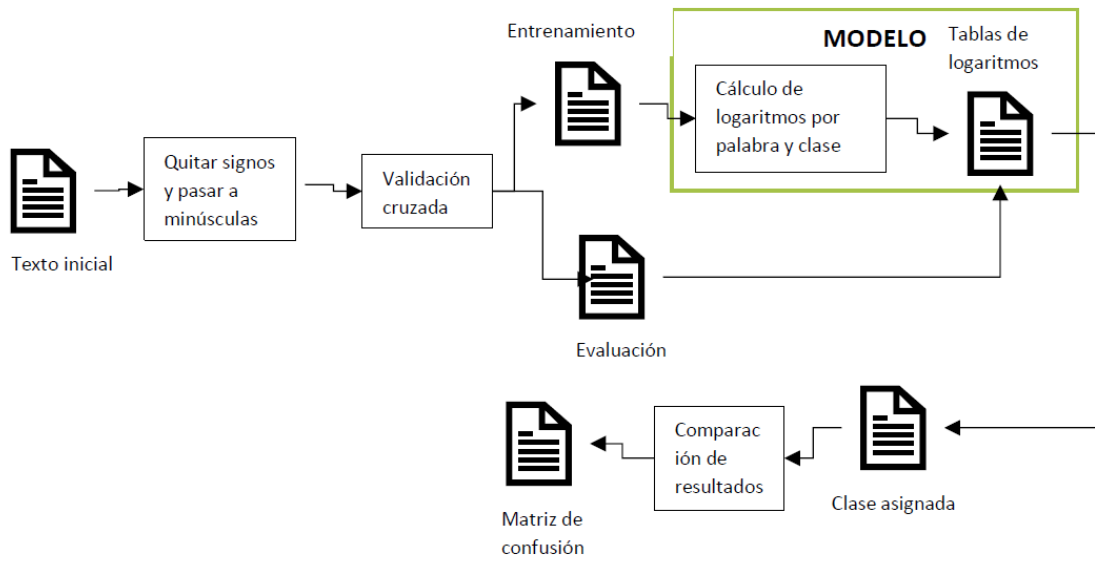 Entrenamiento
MODELO
Tablas de
logaritmos
Cálculo de
logaritmos por
palabra y clase
Quitar signos
y pasar a
minúsculas
Validación
cruzada
Texto inicial
Evaluación
Comparac
ión de
resultados
Clase asignada
Matriz de
confusión